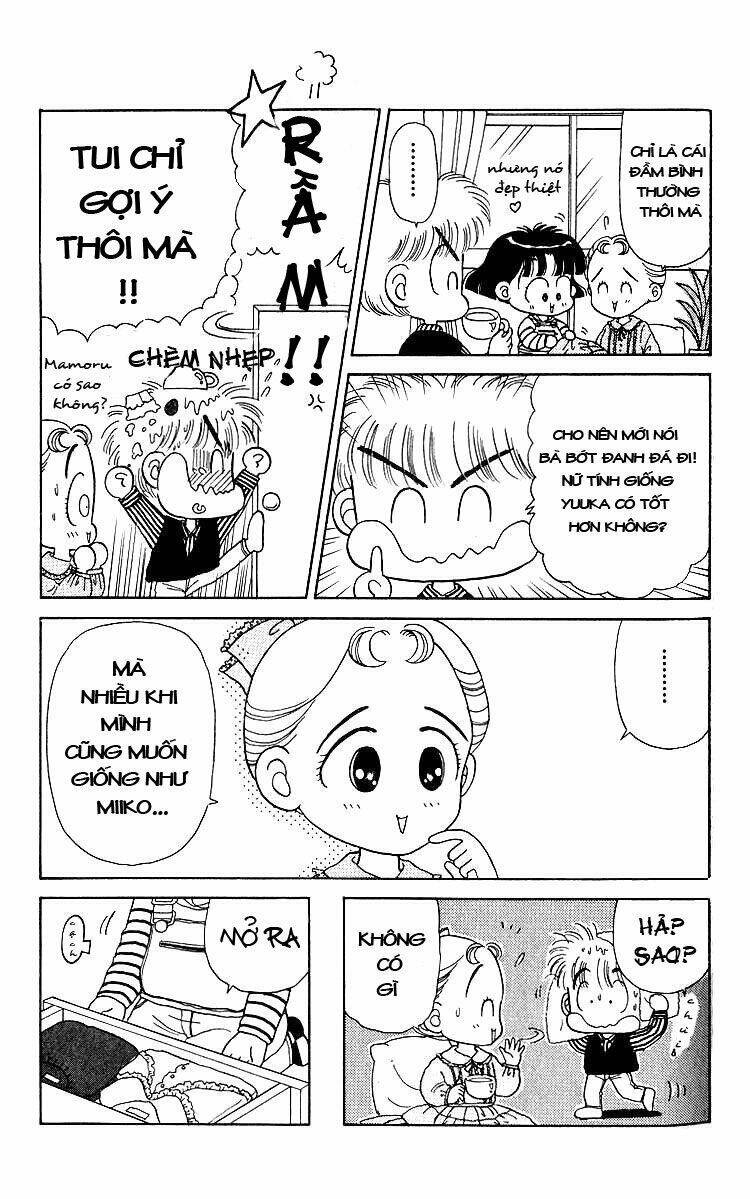 CHỈ LÀ CÁI
ĐẦM BÌNH
THƯỜNG
THÔI MÀ
nhưng nó
đẹp thiệt
♡
........
CHO NÊN MỚI NÓI
BÀ BỚT ĐANH ĐÁ ĐI!
NỮ TÍNH GIỐNG
YUUKA CÓ TỐT
HƠN KHÔNG?
RẦM!!
TUI CHỈ
GỢI Ý
THÔI MÀ
!!
CHÈM NHẸP
Mamoru
có sao
không?
........
MÀ
NHIỀU KHI
MÌNH
CŨNG MUỐN
GIỐNG NHƯ
MIIKO...
HẢ?
SAO?
KHÔNG
CÓ
GÌ
MỞ RA